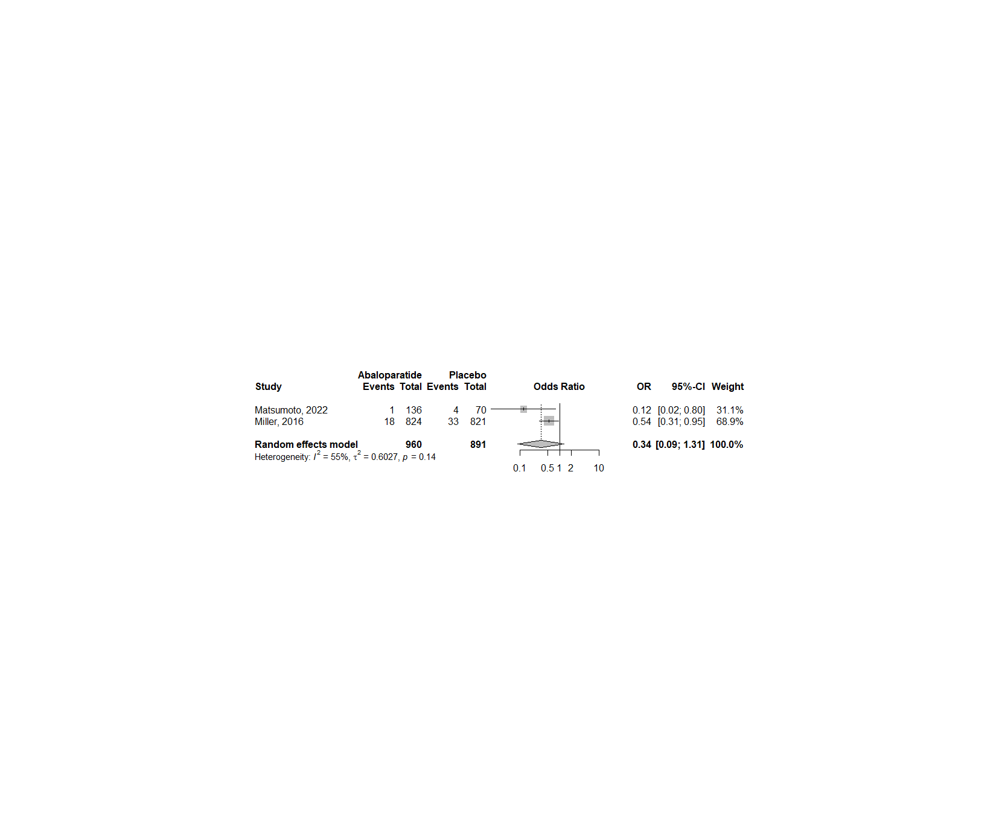 Abaloparatide Placebo
Study Events Total Events Total Odds Ratio OR 95%-CI Weight
Matsumoto, 2022 1 136 4 70 0.12 [0.02; 0.80] 31.1%
Miller, 2016 18 824 33 821 0.54 [0.31; 0.95] 68.9%
Random effects model 960 891 0.34 [0.09; 1.31] 100.0%
Heterogeneity: I² = 55%, τ² = 0.6027, p = 0.14
0.1 0.5 1 2 10